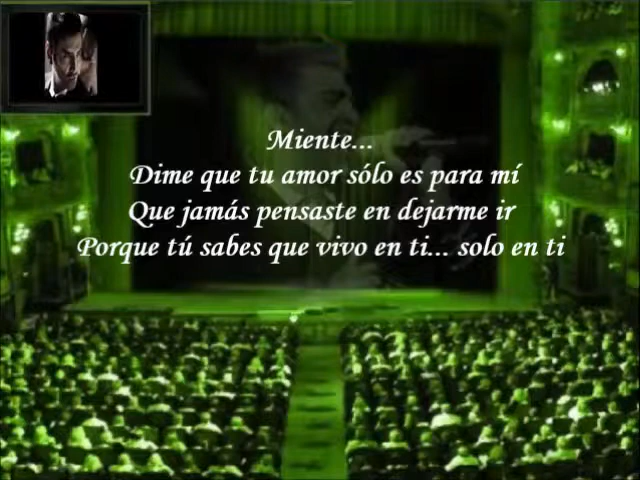 Miente...
Dime que tu amor sólo es para mí
Que jamás pensaste en dejarme ir
Porque tú sabes que vivo en ti... solo en ti